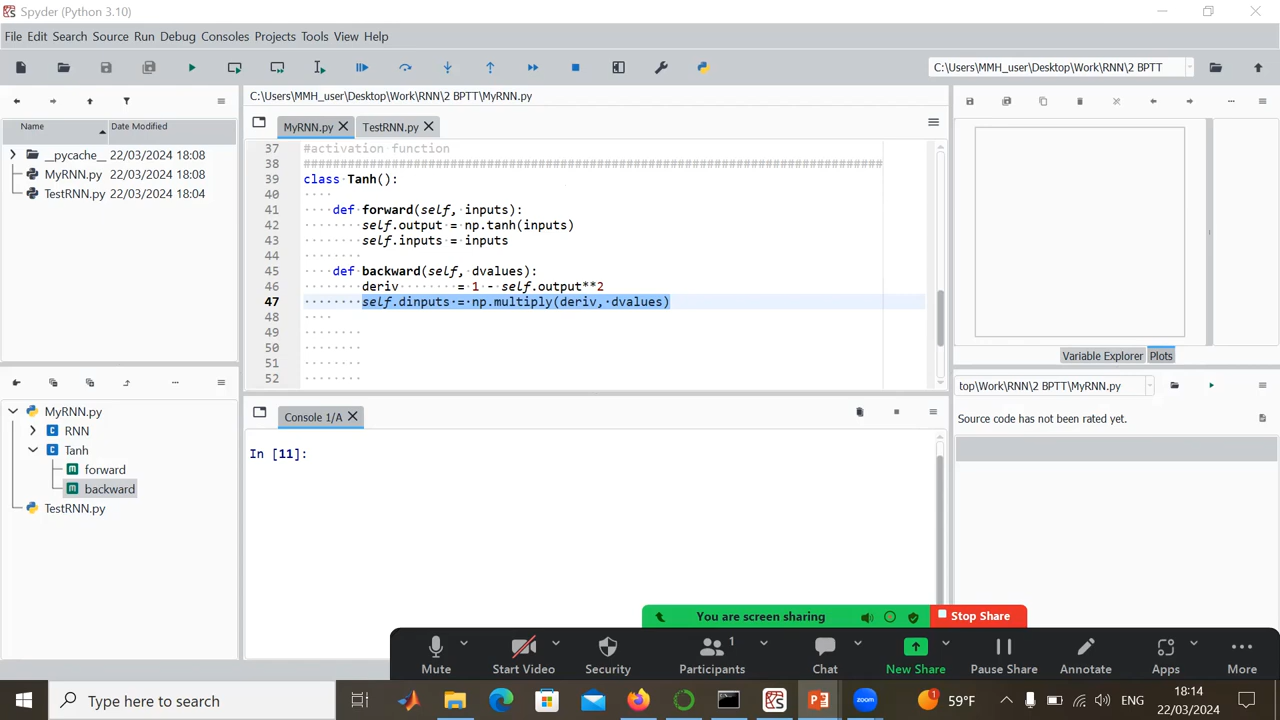 Spyder (Python 3.10)
File Edit Search Source Run Debug Consoles Projects Tools View Help
C:\Users\MMH_user\Desktop\Work\RNN\2 BPTT
C:\Users\MMH_user\Desktop\Work\RNN\2 BPTT\MyRNN.py
Name Date Modified
__pycache__ 22/03/2024 18:08
MyRNN.py 22/03/2024 18:08
TestRNN.py 22/03/2024 18:04
MyRNN.py TestRNN.py
37 #activation function
38 ###############################################################################
39 class Tanh():
40
41 def forward(self, inputs):
42 self.output = np.tanh(inputs)
43 self.inputs = inputs
44
45 def backward(self, dvalues):
46 deriv = 1 - self.output**2
47 self.dinputs = np.multiply(deriv, dvalues)
48
49
50
51
52
Variable Explorer Plots
top\Work\RNN\2 BPTT\MyRNN.py
Source code has not been rated yet.
MyRNN.py
RNN
Tanh
forward
backward
TestRNN.py
Console 1/A
In [11]:
You are screen sharing Stop Share
Mute Start Video Security Participants 1 Chat New Share Pause Share Annotate Apps More
Type here to search
1 59°F ENG 18:14
22/03/2024